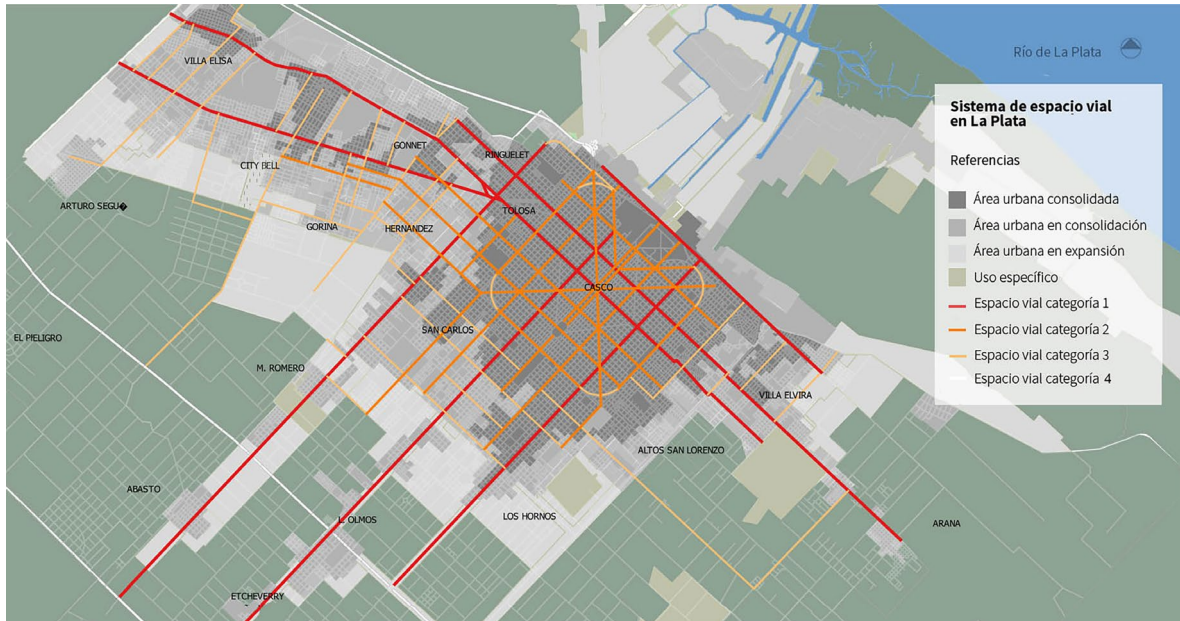 Río de La Plata
Sistema de espacio vial
en La Plata
Referencias
Área urbana consolidada
Área urbana en consolidación
Área urbana en expansión
Uso específico
Espacio vial categoría 1
Espacio vial categoría 2
Espacio vial categoría 3
Espacio vial categoría 4
VILLA ELISA
GONNET
RINGUELET
CITY BELL
ARTURO SEGU�
TOLOSA
GORINA
HERNANDEZ
CASCO
EL PIELIGRO
SAN CARLOS
M. ROMERO
VILLA ELVIRA
ALTOS SAN LORENZO
ABASTO
L. OLMOS
LOS HORNOS
ARANA
ETCHEVERRY